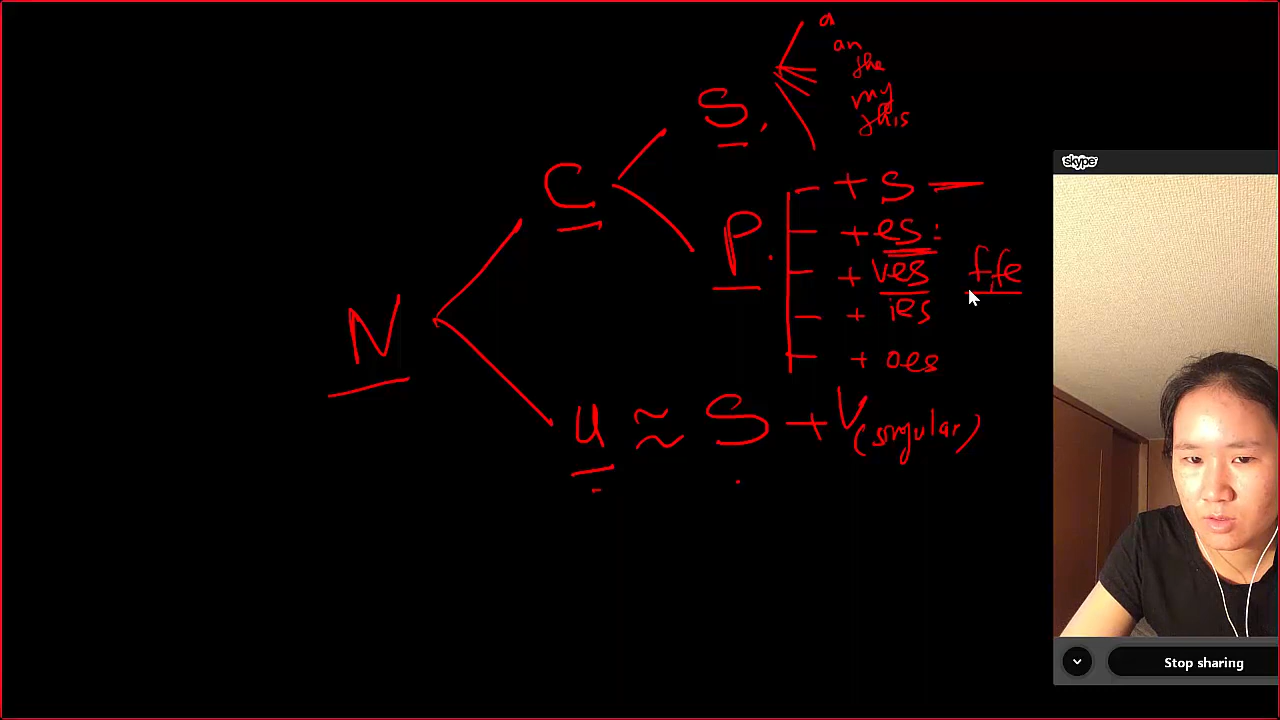 a
an
the
S,
my
this
skype
C
+ S
P.
+ es:
+ ves f,fe
N
+ ies
+ oes
u ≈ S + V (singular)
Stop sharing